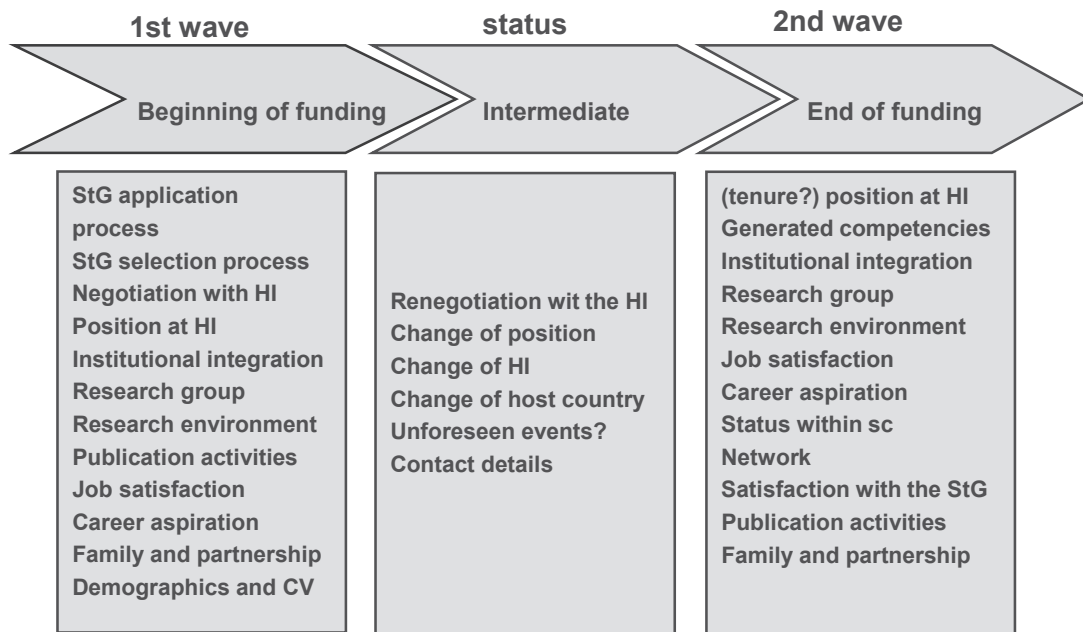 1st wave
status
2nd wave
Beginning of funding
Intermediate
End of funding
StG application
process
StG selection process
Negotiation with HI
Position at HI
Institutional integration
Research group
Research environment
Publication activities
Job satisfaction
Career aspiration
Family and partnership
Demographics and CV
Renegotiation wit the HI
Change of position
Change of HI
Change of host country
Unforeseen events?
Contact details
(tenure?) position at HI
Generated competencies
Institutional integration
Research group
Research environment
Job satisfaction
Career aspiration
Status within sc
Network
Satisfaction with the StG
Publication activities
Family and partnership